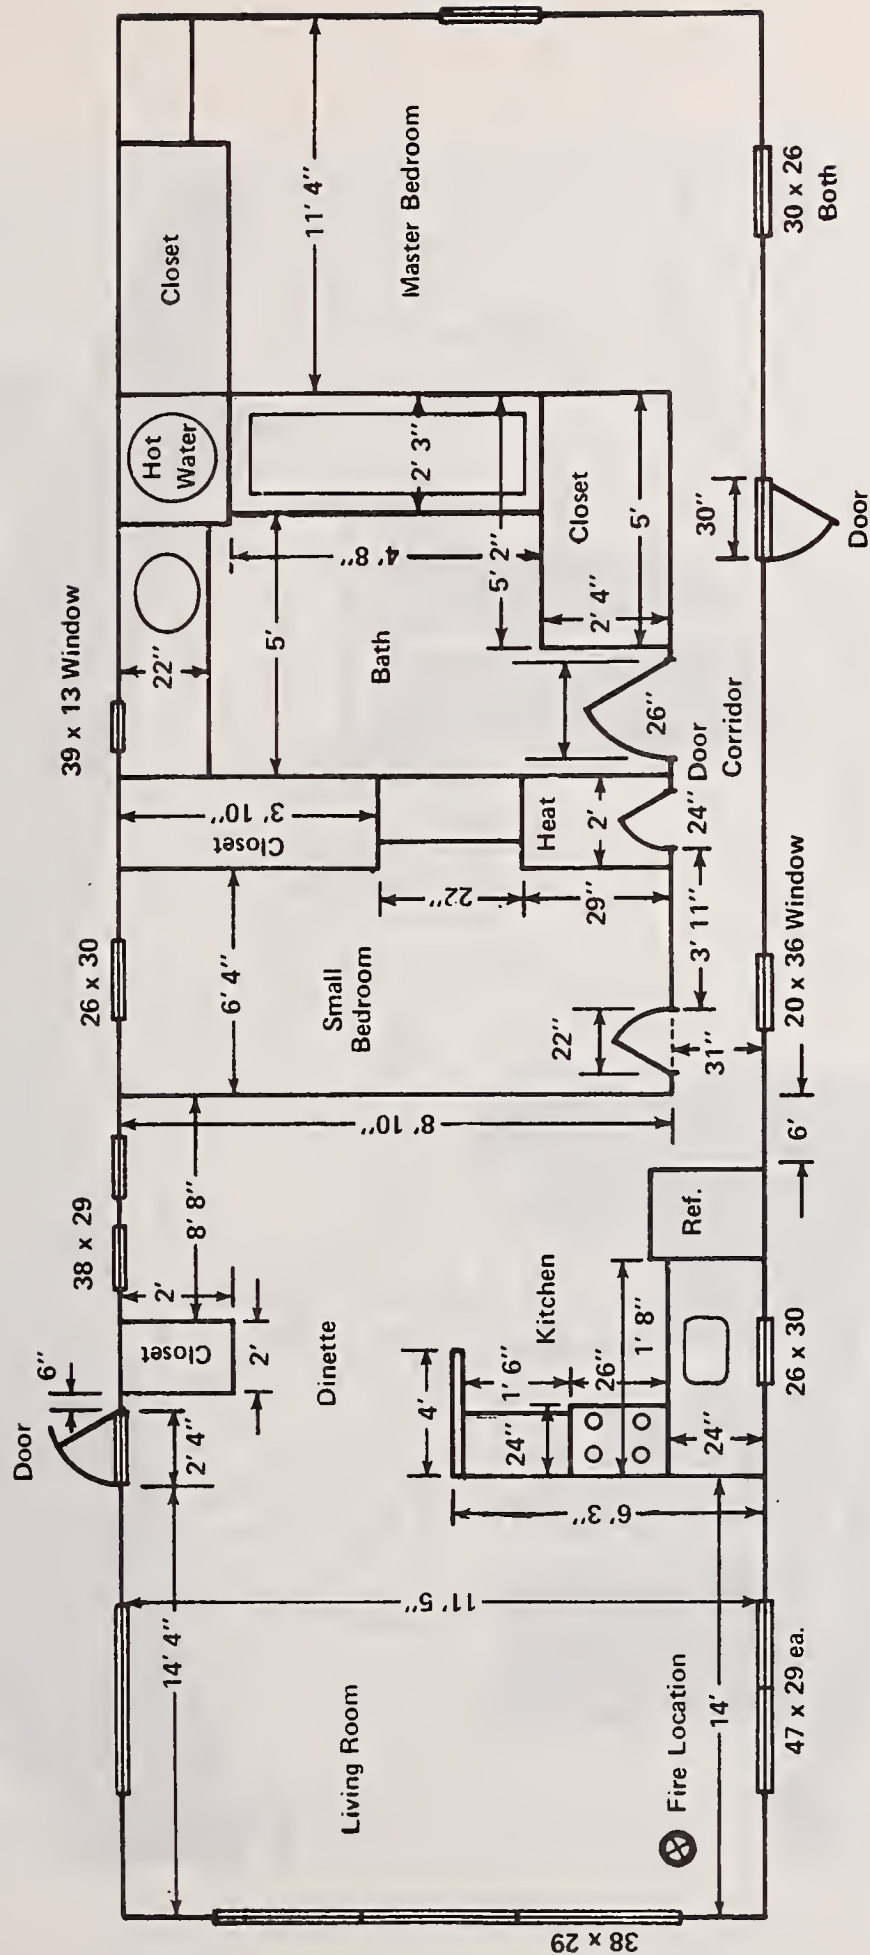 Door
6"
38 x 29
26 x 30
39 x 13 Window
14' 4"
2' 4"
Closet
2'
2'
8' 8"
6' 4"
Closet
3' 10"
22"
Hot
Water
Closet
11' 4"
Living Room
11' 5"
Dinette
8' 10"
Small
Bedroom
22"
29"
Heat
2'
5'
Bath
4' 8"
2' 3"
5' 2"
Closet
2' 4"
5'
Master Bedroom
4'
1' 6"
26"
24"
Kitchen
1' 8"
24"
6' 3"
Ref.
22"
3' 11"
24" Door
26"
Corridor
31"
30"
Door
Fire Location
14'
38 x 29
47 x 29 ea.
26 x 30
6'
20 x 36 Window
30 x 26
Both